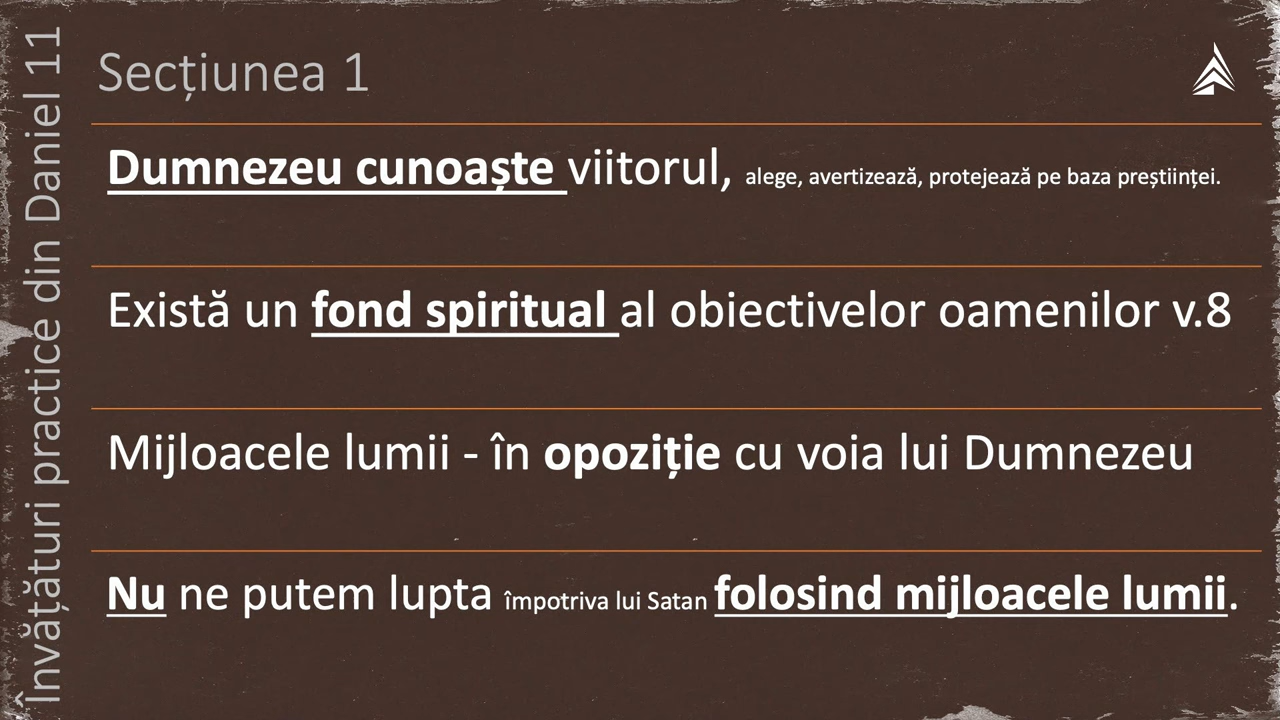 Învățături practice din Daniel 11
Secțiunea 1
Dumnezeu cunoaște viitorul, alege, avertizează, protejează pe baza preștiinței.
Există un fond spiritual al obiectivelor oamenilor v.8
Mijloacele lumii - în opoziție cu voia lui Dumnezeu
Nu ne putem lupta împotriva lui Satan folosind mijloacele lumii.